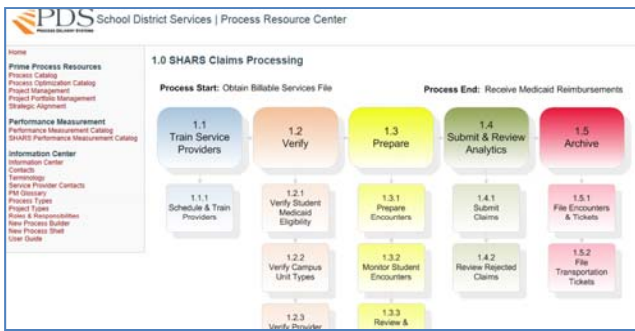 PDS School District Services | Process Resource Center
PROCESS DELIVERY SYSTEMS
Home
Prime Process Resources
Process Catalog
Process Optimization Catalog
Project Management
Project Portfolio Management
Strategic Alignment
Performance Measurement
Performance Measurement Catalog
SHARS Performance Measurement Catalog
Information Center
Information Center
Contacts
Terminology
Service Provider Contacts
PM Glossary
Process Types
Project Types
Roles & Responsibilities
New Process Builder
New Process Shell
User Guide
1.0 SHARS Claims Processing
Process Start: Obtain Billable Services File
Process End: Receive Medicaid Reimbursements
1.1
Train Service
Providers
1.2
Verify
1.3
Prepare
1.4
Submit & Review
Analytics
1.5
Archive
1.1.1
Schedule & Train
Providers
1.2.1
Verify Student
Medicaid
Eligibility
1.3.1
Prepare
Encounters
1.4.1
Submit
Claims
1.5.1
File Encounters
& Tickets
1.2.2
Verify Campus
Unit Types
1.3.2
Monitor Student
Encounters
1.4.2
Review Rejected
Claims
1.5.2
File
Transportation
Tickets
1.2.3
Verify Provider
1.3.3
Review &